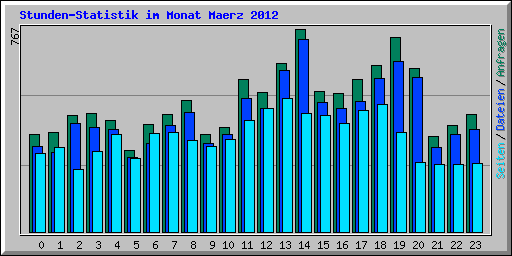 Stunden-Statistik im Monat Maerz 2012
767
Seiten / Dateien / Anfragen
0 1 2 3 4 5 6 7 8 9 10 11 12 13 14 15 16 17 18 19 20 21 22 23